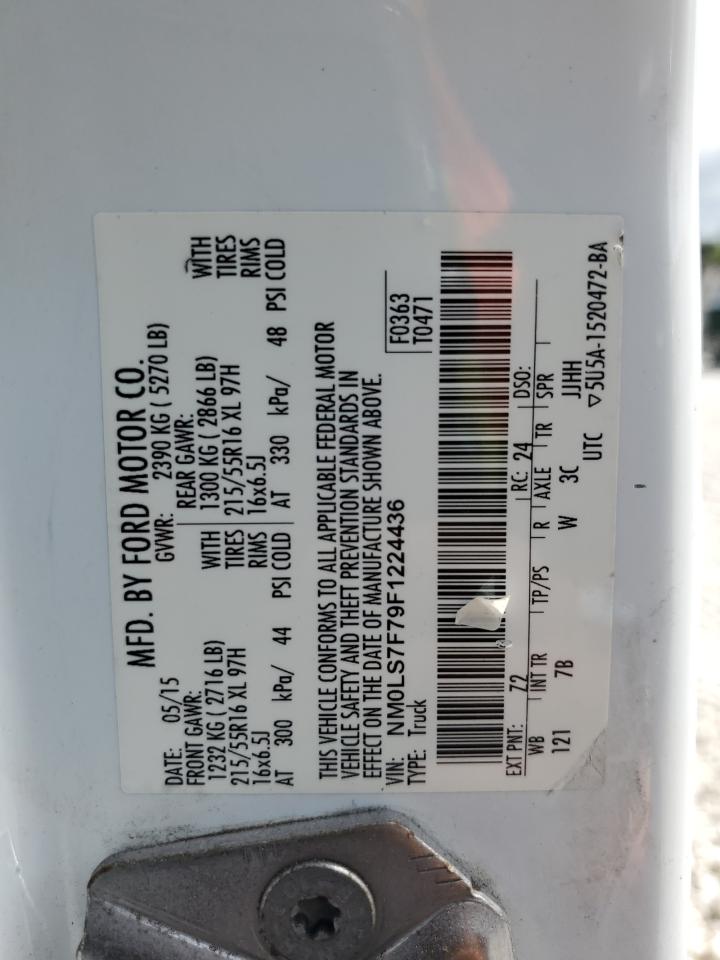 MFD. BY FORD MOTOR CO.
DATE: 05/15 GVWR: 2390 KG ( 5270 LB)
FRONT GAWR: REAR GAWR:
1232 KG ( 2716 LB) WITH 1300 KG ( 2866 LB) WITH
215/55R16 XL 97H TIRES 215/55R16 XL 97H TIRES
16x6.5J RIMS 16x6.5J RIMS
AT 300 kPa/ 44 PSI COLD AT 330 kPa/ 48 PSI COLD
THIS VEHICLE CONFORMS TO ALL APPLICABLE FEDERAL MOTOR
VEHICLE SAFETY AND THEFT PREVENTION STANDARDS IN
EFFECT ON THE DATE OF MANUFACTURE SHOWN ABOVE.
VIN: NM0LS7F79F1224436 F0363
TYPE: Truck T0471
EXT PNT: Z2 RC: 24 DSO:
WB INT TR TP/PS R AXLE TR SPR
121 7B W 3C JJHH
UTC ▽5U5A-1520472-BA